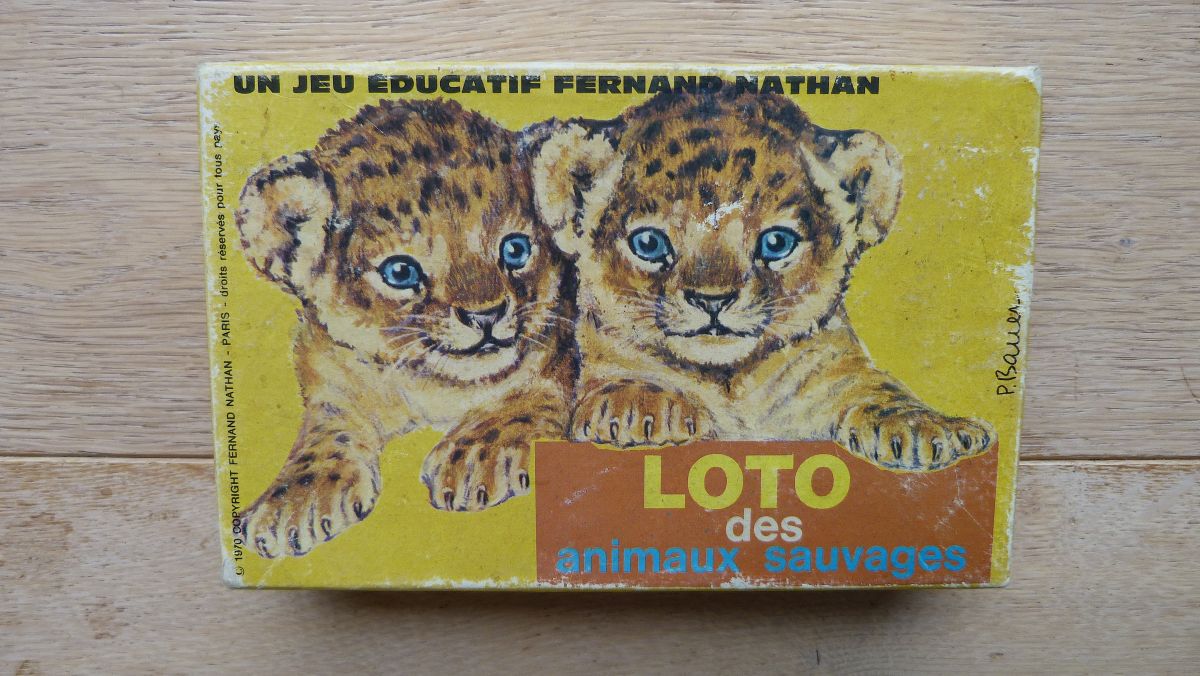 UN JEU ÉDUCATIF FERNAND NATHAN
© 1970 COPYRIGHT FERNAND NATHAN - PARIS - droits réservés pour tous pays
P. Bauer
LOTO
des
animaux sauvages